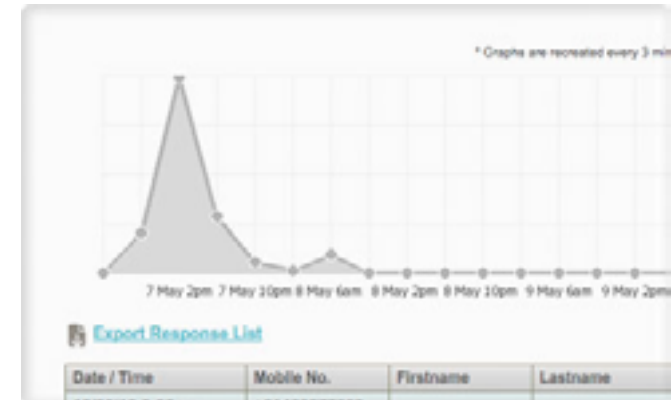 * Graphs are recreated every 3 min
7 May 2pm 7 May 10pm 8 May 6am 8 May 2pm 8 May 10pm 9 May 6am 9 May 2pm
Export Response List
Date / Time Mobile No. Firstname Lastname